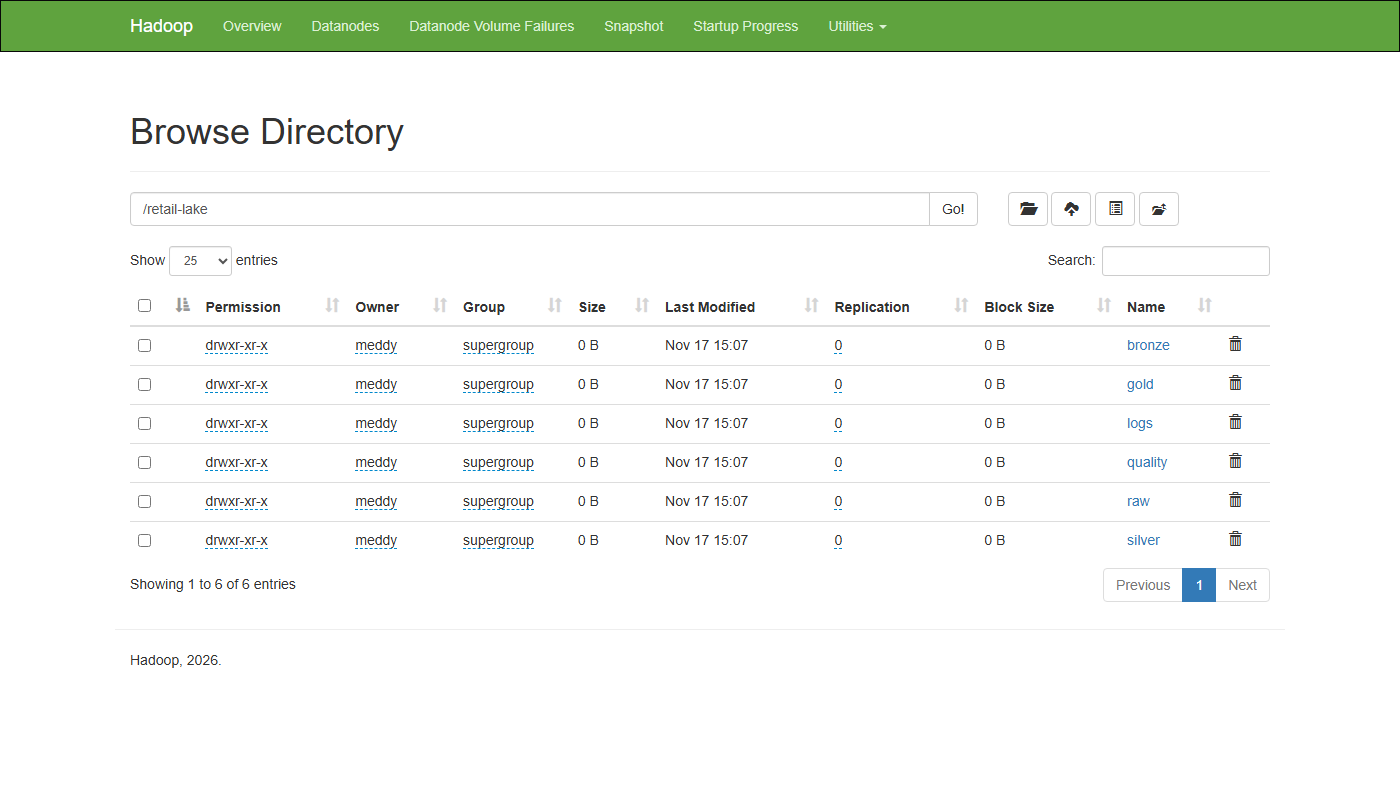 Hadoop Overview Datanodes Datanode Volume Failures Snapshot Startup Progress Utilities
Browse Directory
/retail-lake Go!
Show 25 entries Search:
Permission Owner Group Size Last Modified Replication Block Size Name
drwxr-xr-x meddy supergroup 0 B Nov 17 15:07 0 0 B bronze
drwxr-xr-x meddy supergroup 0 B Nov 17 15:07 0 0 B gold
drwxr-xr-x meddy supergroup 0 B Nov 17 15:07 0 0 B logs
drwxr-xr-x meddy supergroup 0 B Nov 17 15:07 0 0 B quality
drwxr-xr-x meddy supergroup 0 B Nov 17 15:07 0 0 B raw
drwxr-xr-x meddy supergroup 0 B Nov 17 15:07 0 0 B silver
Showing 1 to 6 of 6 entries Previous 1 Next
Hadoop, 2026.